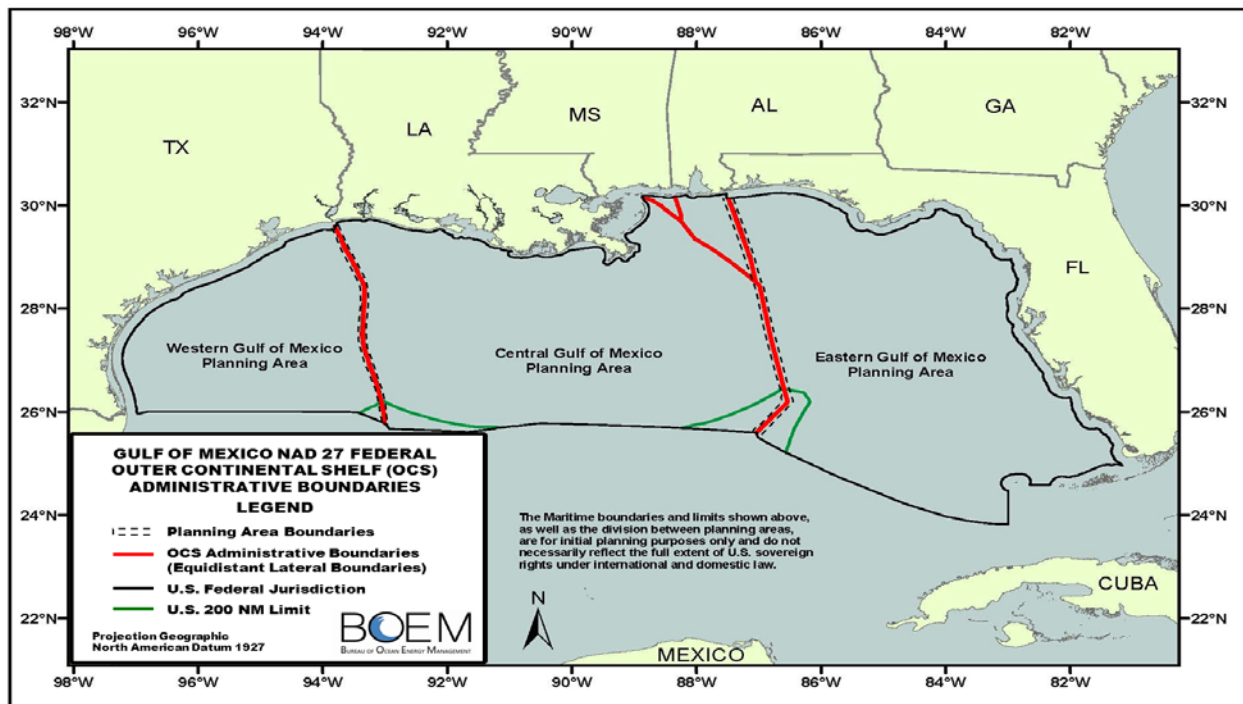 98°W 96°W 94°W 92°W 90°W 88°W 86°W 84°W 82°W
32°N 32°N
TX LA MS AL GA
30°N 30°N
FL
28°N 28°N
Western Gulf of Mexico
Planning Area
Central Gulf of Mexico
Planning Area
Eastern Gulf of Mexico
Planning Area
26°N 26°N
GULF OF MEXICO NAD 27 FEDERAL
OUTER CONTINENTAL SHELF (OCS)
ADMINISTRATIVE BOUNDARIES
LEGEND
Planning Area Boundaries
OCS Administrative Boundaries
(Equidistant Lateral Boundaries)
U.S. Federal Jurisdiction
U.S. 200 NM Limit
Projection Geographic
North American Datum 1927
BOEM
BUREAU OF OCEAN ENERGY MANAGEMENT
The Maritime boundaries and limits shown above,
as well as the division between planning areas,
are for initial planning purposes only and do not
necessarily reflect the full extent of U.S. sovereign
rights under international and domestic law.
24°N
N
CUBA
22°N
MEXICO
98°W 96°W 94°W 92°W 90°W 88°W 86°W 84°W 82°W
24°N
22°N